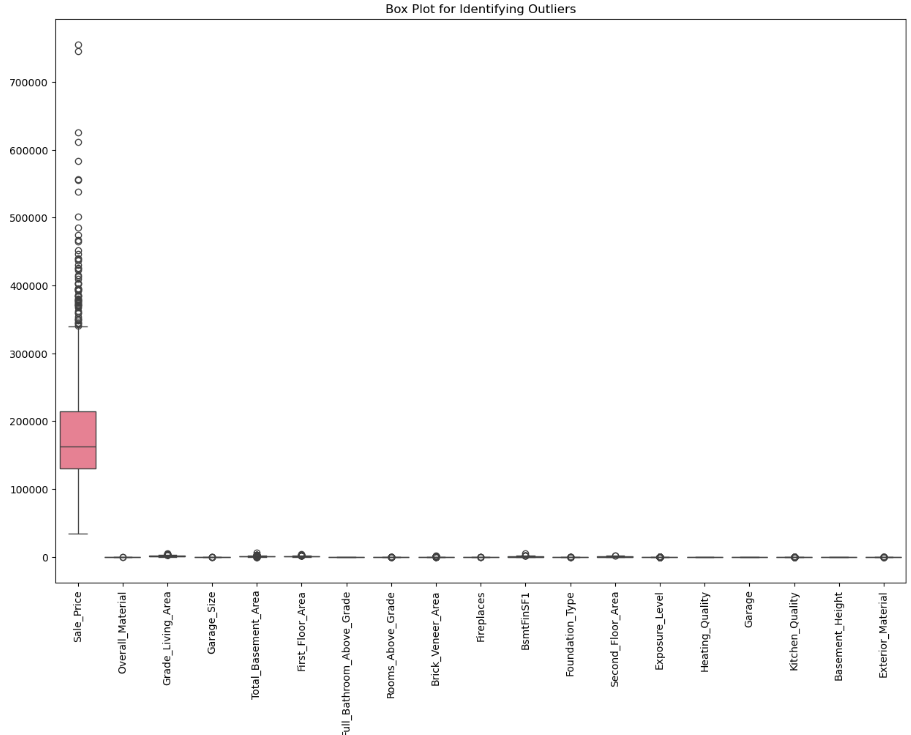 Box Plot for Identifying Outliers
700000
600000
500000
400000
300000
200000
100000
0
Sale_Price
Overall_Material
Grade_Living_Area
Garage_Size
Total_Basement_Area
First_Floor_Area
Full_Bathroom_Above_Grade
Rooms_Above_Grade
Brick_Veneer_Area
Fireplaces
BsmtFinSF1
Foundation_Type
Second_Floor_Area
Exposure_Level
Heating_Quality
Garage
Kitchen_Quality
Basement_Height
Exterior_Material